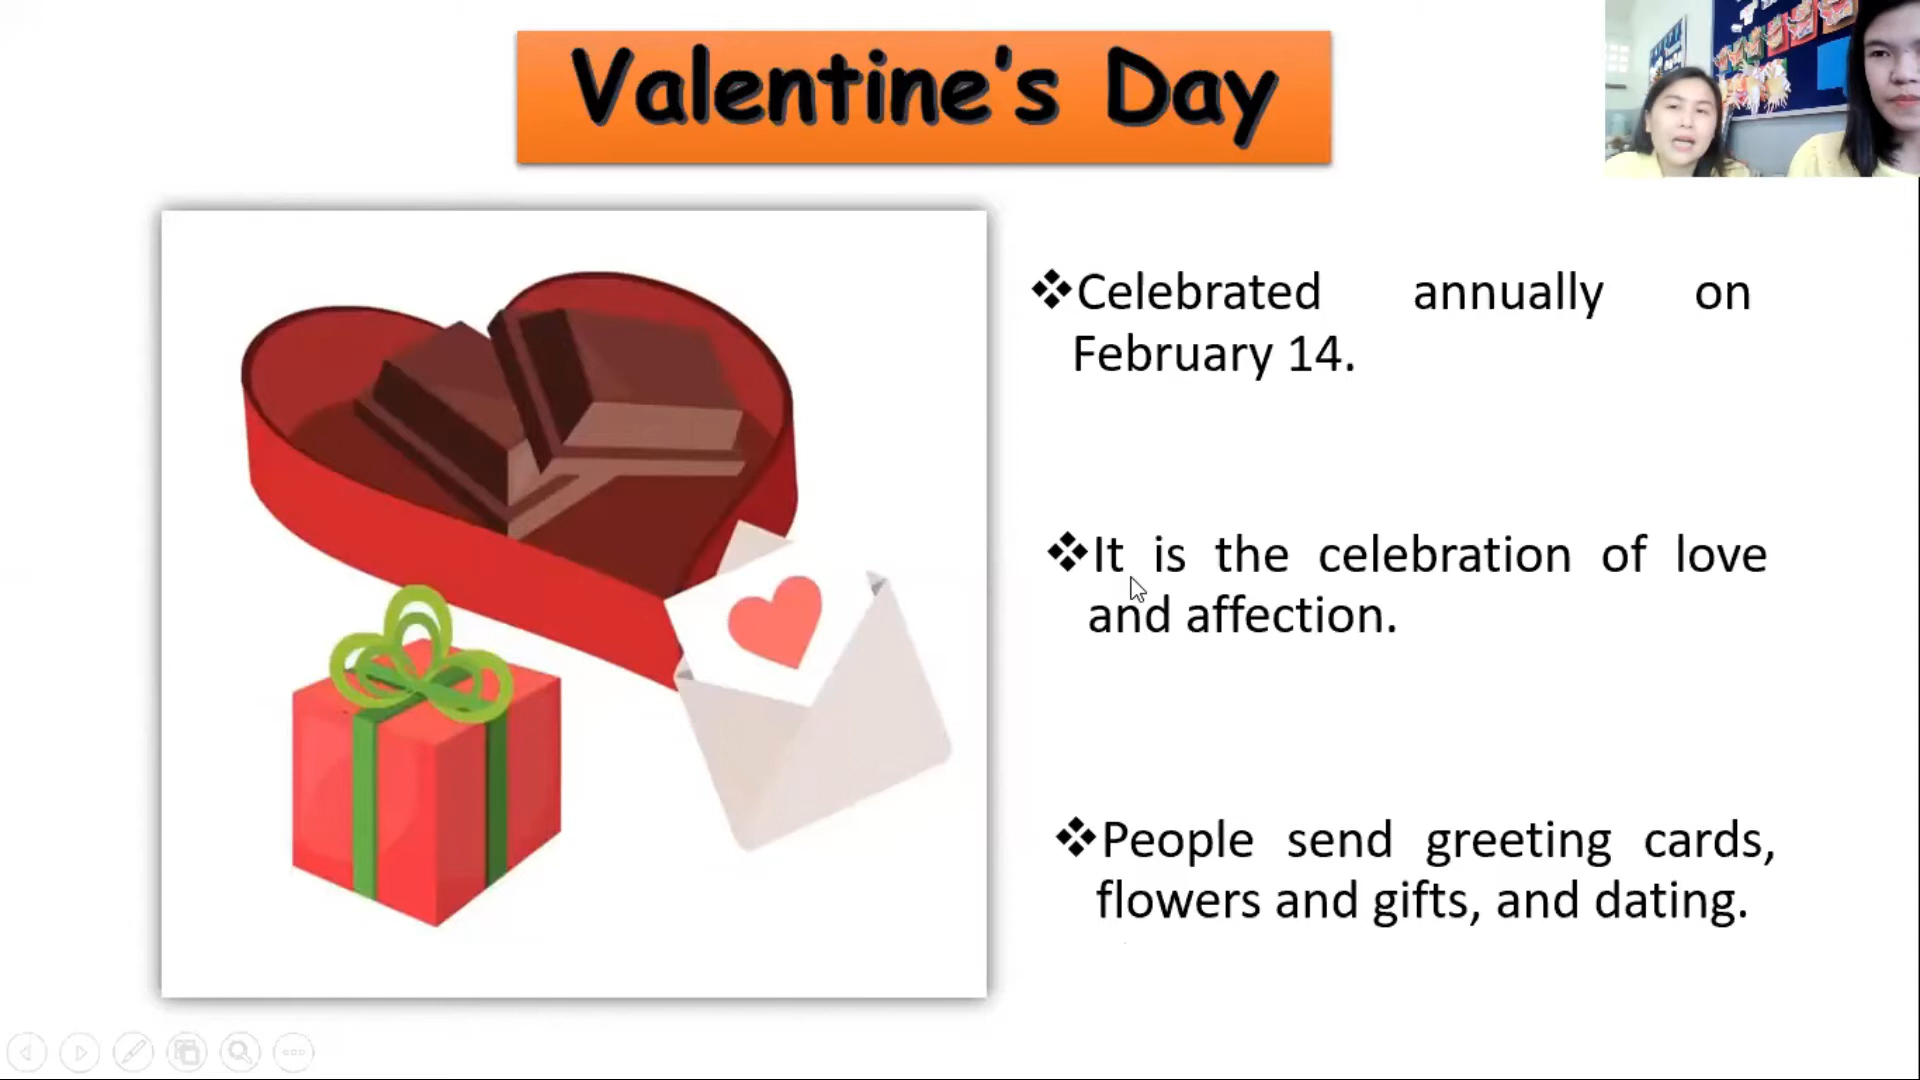 Valentine's Day
❖Celebrated annually on
February 14.
❖It is the celebration of love
and affection.
❖People send greeting cards,
flowers and gifts, and dating.